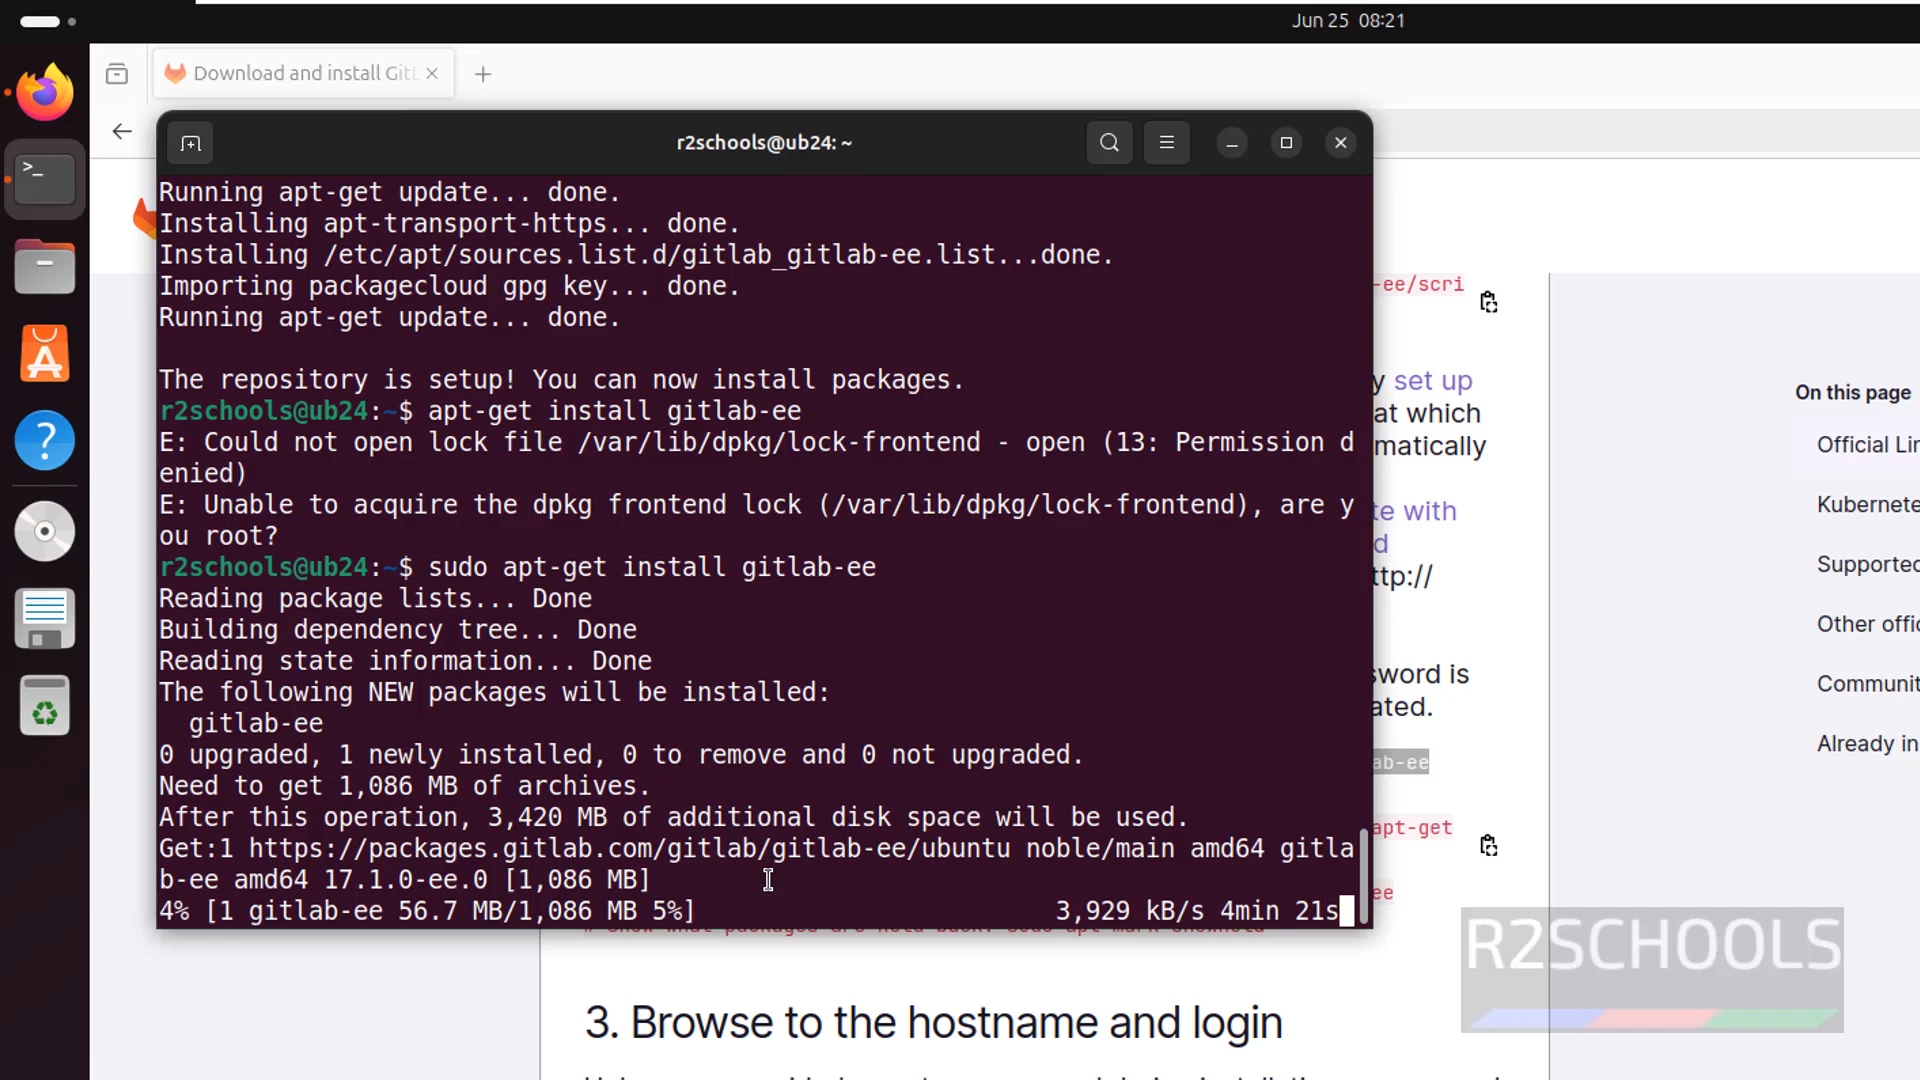 Jun 25 08:21
Download and install Git
r2schools@ub24: ~
Running apt-get update... done.
Installing apt-transport-https... done.
Installing /etc/apt/sources.list.d/gitlab_gitlab-ee.list...done.
Importing packagecloud gpg key... done.
Running apt-get update... done.
The repository is setup! You can now install packages.
r2schools@ub24:~$ apt-get install gitlab-ee
E: Could not open lock file /var/lib/dpkg/lock-frontend - open (13: Permission d
enied)
E: Unable to acquire the dpkg frontend lock (/var/lib/dpkg/lock-frontend), are y
ou root?
r2schools@ub24:~$ sudo apt-get install gitlab-ee
Reading package lists... Done
Building dependency tree... Done
Reading state information... Done
The following NEW packages will be installed:
gitlab-ee
0 upgraded, 1 newly installed, 0 to remove and 0 not upgraded.
Need to get 1,086 MB of archives.
After this operation, 3,420 MB of additional disk space will be used.
Get:1 https://packages.gitlab.com/gitlab/gitlab-ee/ubuntu noble/main amd64 gitla
b-ee amd64 17.1.0-ee.0 [1,086 MB]
4% [1 gitlab-ee 56.7 MB/1,086 MB 5%] 3,929 kB/s 4min 21s
-ee/scri
y set up
at which
matically
te with
d
ttp://
sword is
ated.
ab-ee
apt-get
ee
3. Browse to the hostname and login
On this page
Official Lin
Kubernete
Supported
Other offic
Communit
Already in
R2SCHOOLS